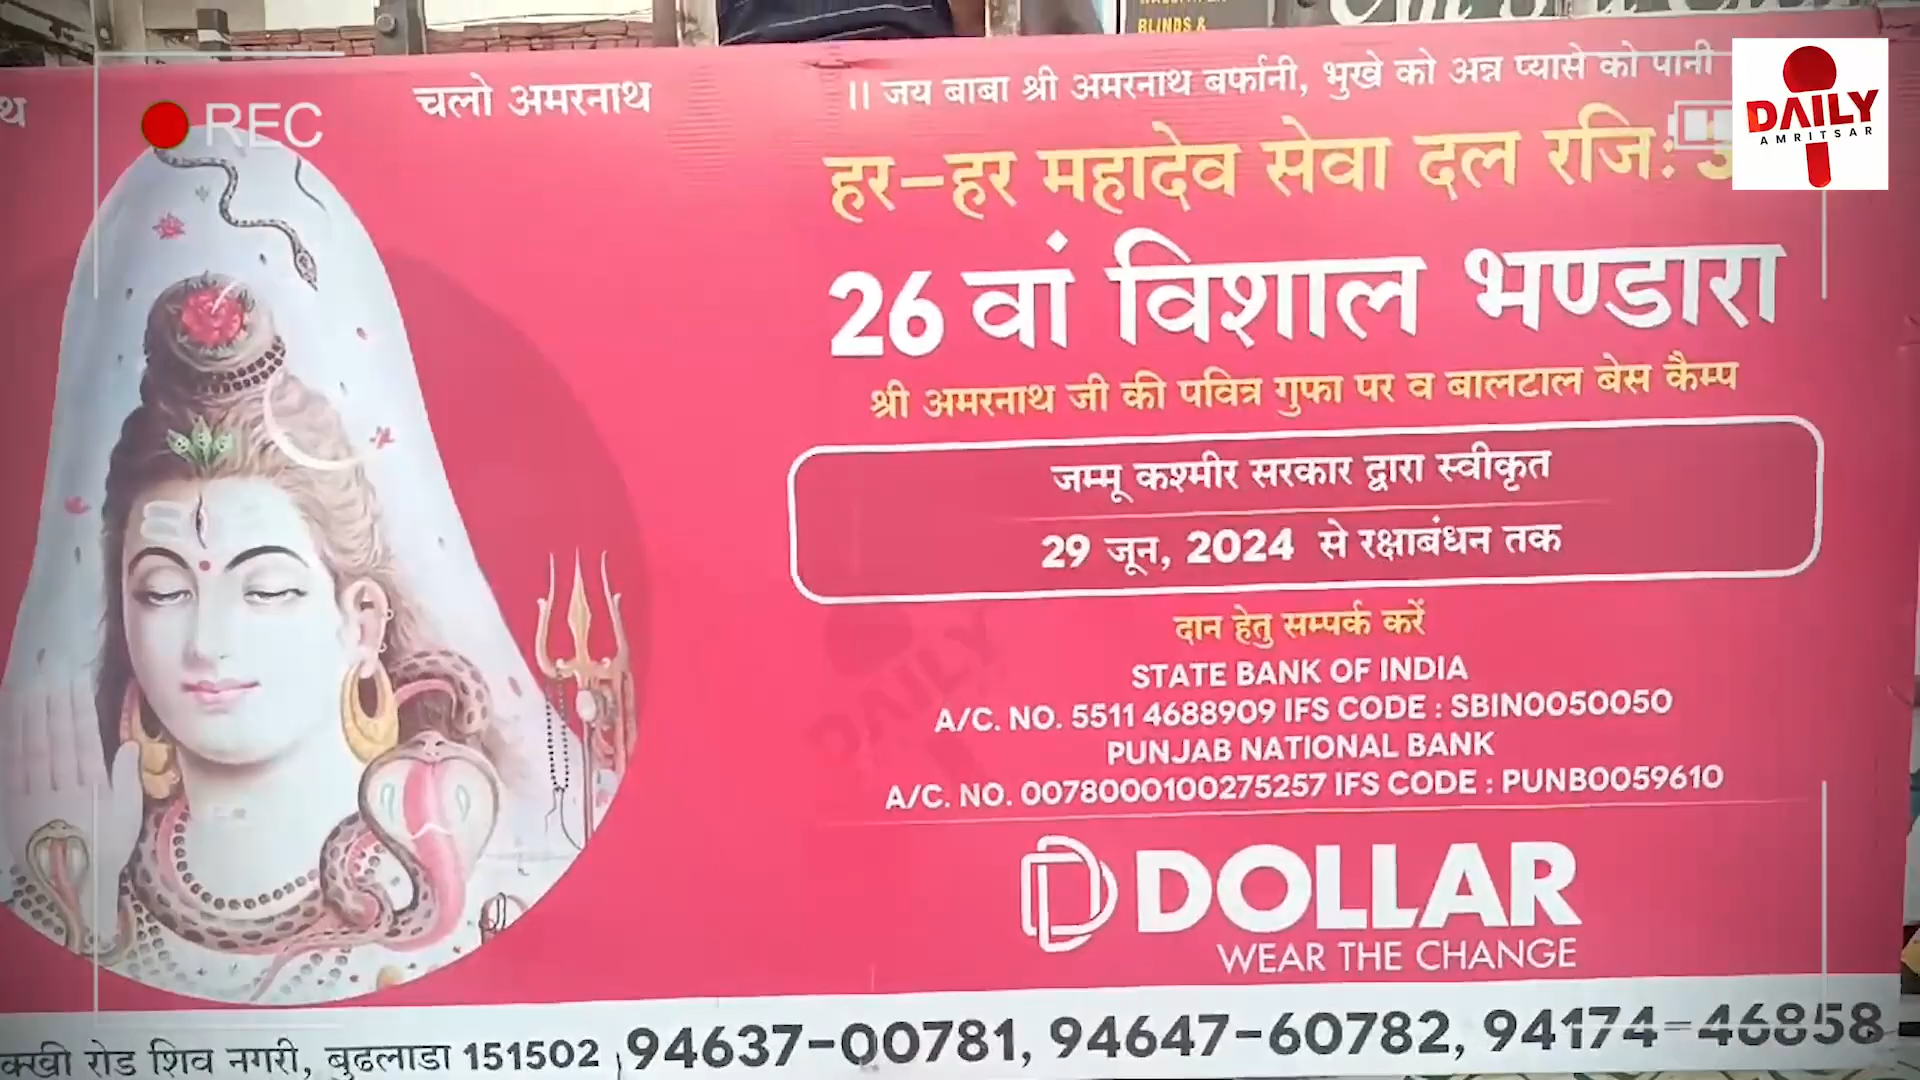 BLINDS &
चलो अमरनाथ
REC
॥ जय बाबा श्री अमरनाथ बर्फानी, भुखे को अन्न प्यासे को पानी
हर-हर महादेव सेवा दल रजिः
26 वां विशाल भण्डारा
श्री अमरनाथ जी की पवित्र गुफा पर व बालटाल बेस कैम्प
जम्मू कश्मीर सरकार द्वारा स्वीकृत
29 जून, 2024 से रक्षाबंधन तक
दान हेतु सम्पर्क करें
STATE BANK OF INDIA
A/C. NO. 5511 4688909 IFS CODE : SBIN0050050
PUNJAB NATIONAL BANK
A/C. NO. 0078000100275257 IFS CODE : PUNB0059610
DOLLAR
WEAR THE CHANGE
रोड शिव नगरी, बुढलाडा 151502
94637-00781, 94647-60782, 94174-46858
DAILY
AMRITSAR
DAILY